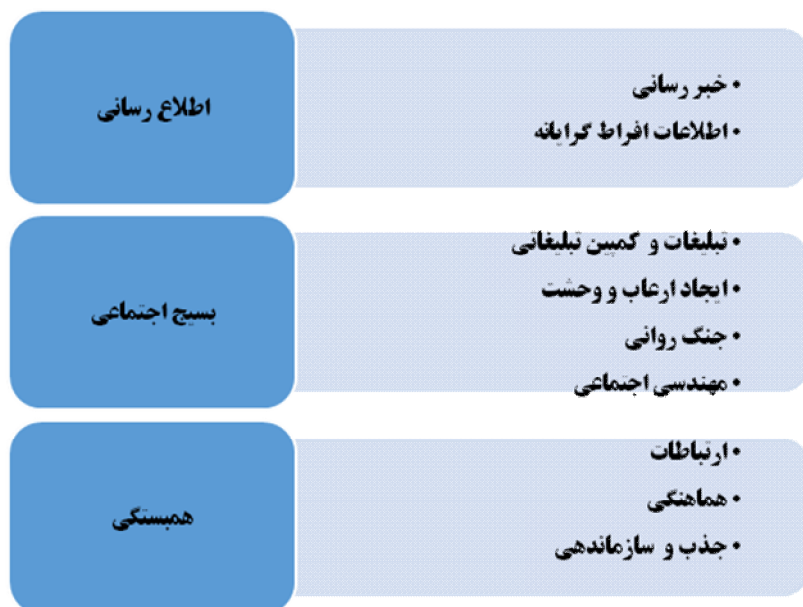 اطلاع رسانی
• خبر رسانی
• اطلاعات افراط گرایانه
بسیج اجتماعی
• تبلیغات و کمپین تبلیغاتی
• ایجاد ارعاب و وحشت
• جنگ روانی
• مهندسی اجتماعی
همبستگی
• ارتباطات
• هماهنگی
• جذب و سازماندهی